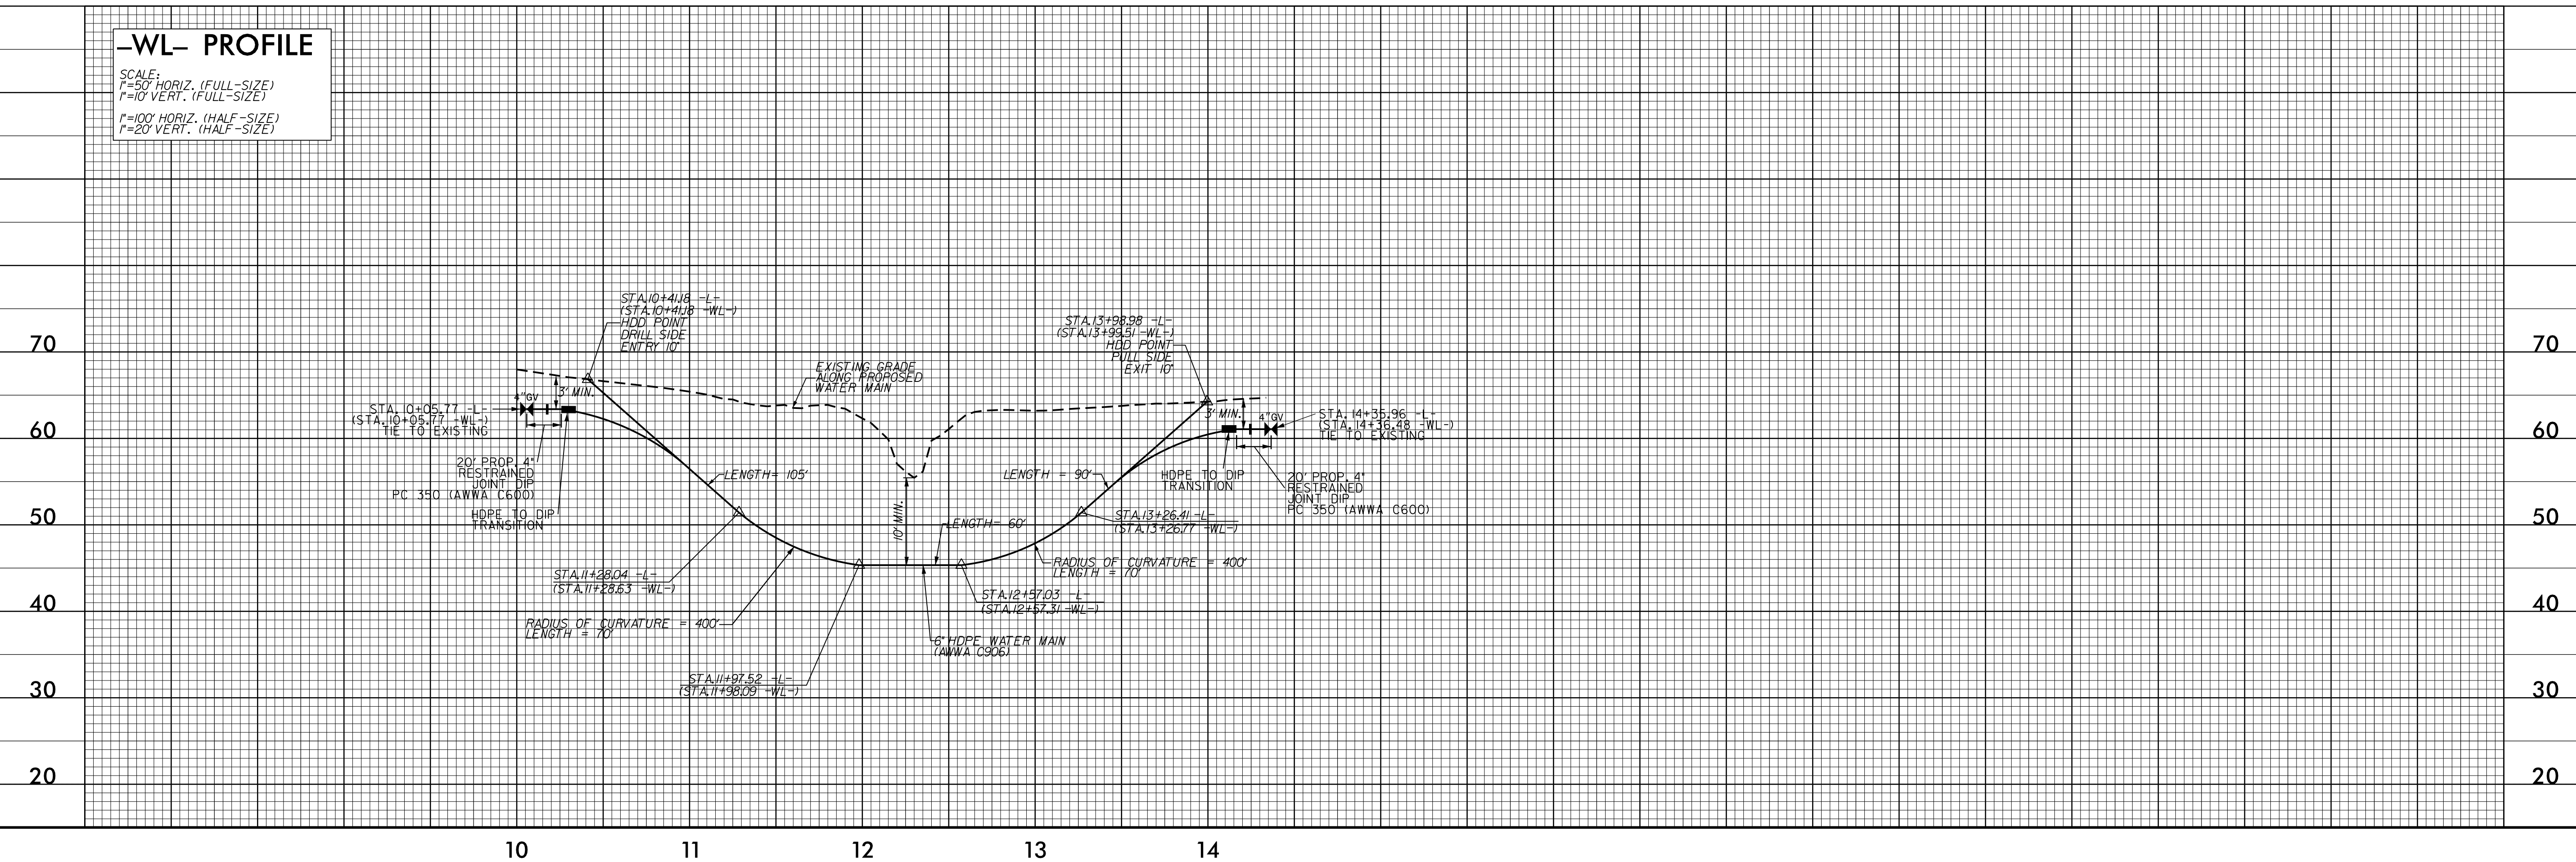 –WL– PROFILE
SCALE:
1"=50' HORIZ. (FULL-SIZE)
1"=10' VERT. (FULL-SIZE)
1"=100' HORIZ. (HALF-SIZE)
1"=20' VERT. (HALF-SIZE)
STA.10+41.18 -L-
(STA.10+41.18 -WL-)
HDD POINT
DRILL SIDE
ENTRY 10°
STA.13+98.98 -L-
(STA.13+99.51 -WL-)
HDD POINT
PULL SIDE
EXIT 10°
EXISTING GRADE
ALONG PROPOSED
WATER MAIN
70
70
4"GV
3' MIN.
STA. 10+05.77 -L-
(STA. 10+05.77 -WL-)
TIE TO EXISTING
3' MIN.
4"GV
STA. 14+35.96 -L-
(STA. 14+36.48 -WL-)
TIE TO EXISTING
60
60
20' PROP. 4"
RESTRAINED
JOINT DIP
PC 350 (AWWA C600)
LENGTH= 105'
LENGTH = 90'
HDPE TO DIP
TRANSITION
20' PROP. 4"
RESTRAINED
JOINT DIP
PC 350 (AWWA C600)
HDPE TO DIP
TRANSITION
10' MIN.
LENGTH= 60'
STA.13+26.41 -L-
(STA.13+26.77 -WL-)
50
50
STA.11+28.04 -L-
(STA.11+28.63 -WL-)
RADIUS OF CURVATURE = 400'
LENGTH = 70'
STA.12+57.03 -L-
(STA.12+57.31 -WL-)
40
40
RADIUS OF CURVATURE = 400'
LENGTH = 70'
6" HDPE WATER MAIN
(AWWA C906)
STA.11+97.52 -L-
(STA.11+98.09 -WL-)
30
30
20
20
10 11 12 13 14